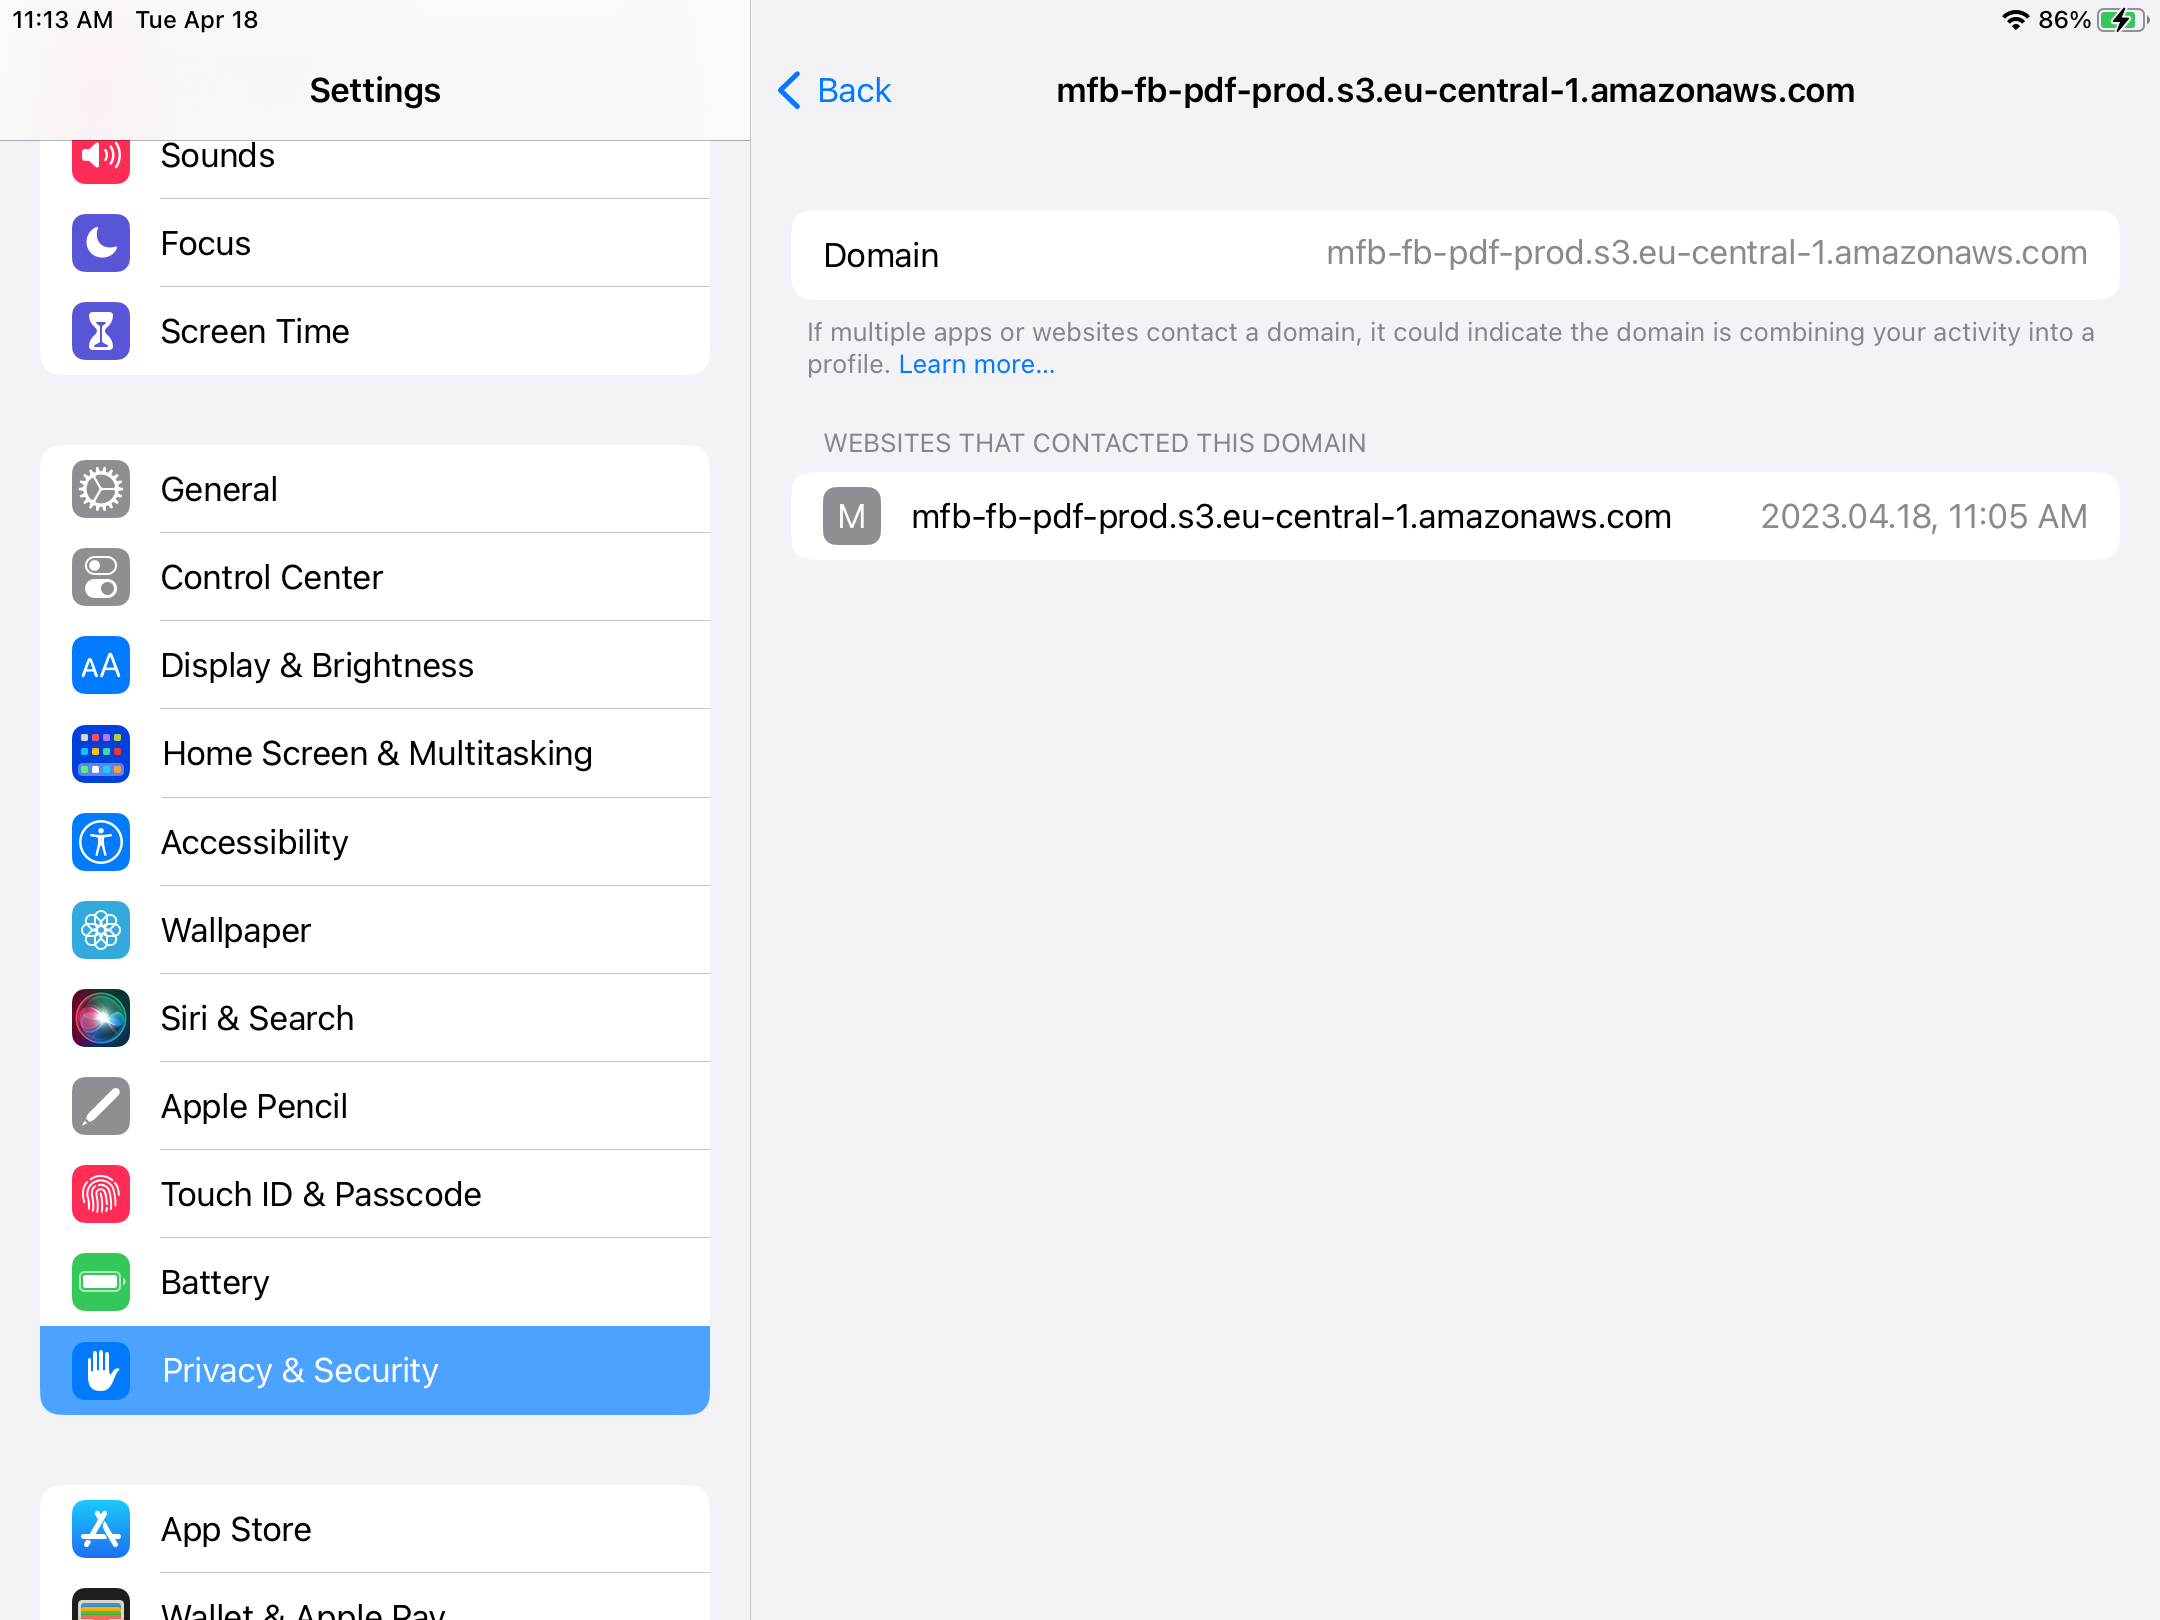 11:13 AM Tue Apr 18
86%
Settings
Sounds
Focus
Screen Time
General
Control Center
AA Display & Brightness
Home Screen & Multitasking
Accessibility
Wallpaper
Siri & Search
Apple Pencil
Touch ID & Passcode
Battery
Privacy & Security
App Store
Wallet & Apple Pay
Back
mfb-fb-pdf-prod.s3.eu-central-1.amazonaws.com
Domain mfb-fb-pdf-prod.s3.eu-central-1.amazonaws.com
If multiple apps or websites contact a domain, it could indicate the domain is combining your activity into a
profile. Learn more...
WEBSITES THAT CONTACTED THIS DOMAIN
M mfb-fb-pdf-prod.s3.eu-central-1.amazonaws.com 2023.04.18, 11:05 AM